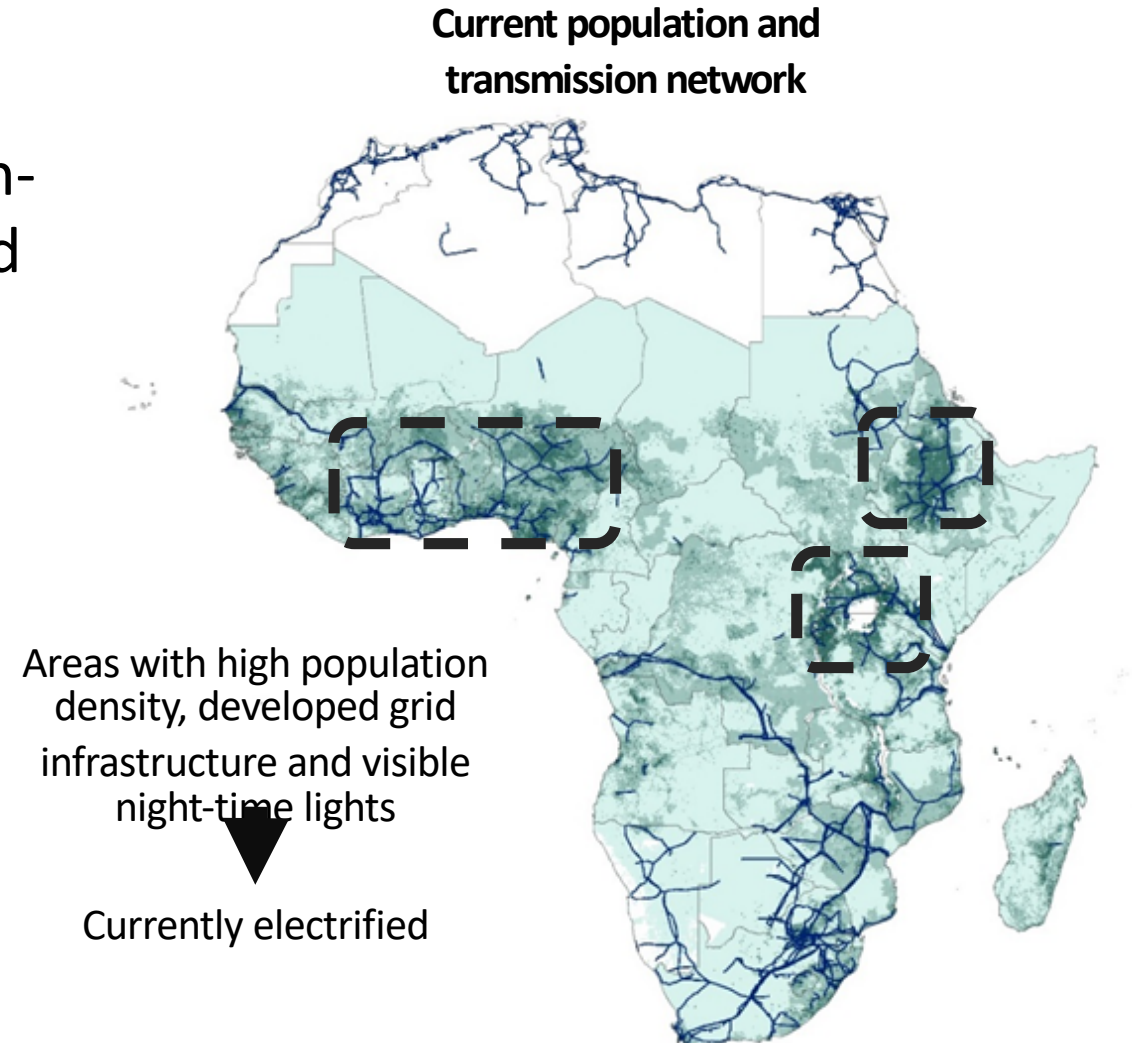 Current population and
transmission network
n-
d
Areas with high population
density, developed grid
infrastructure and visible
night-time lights
Currently electrified